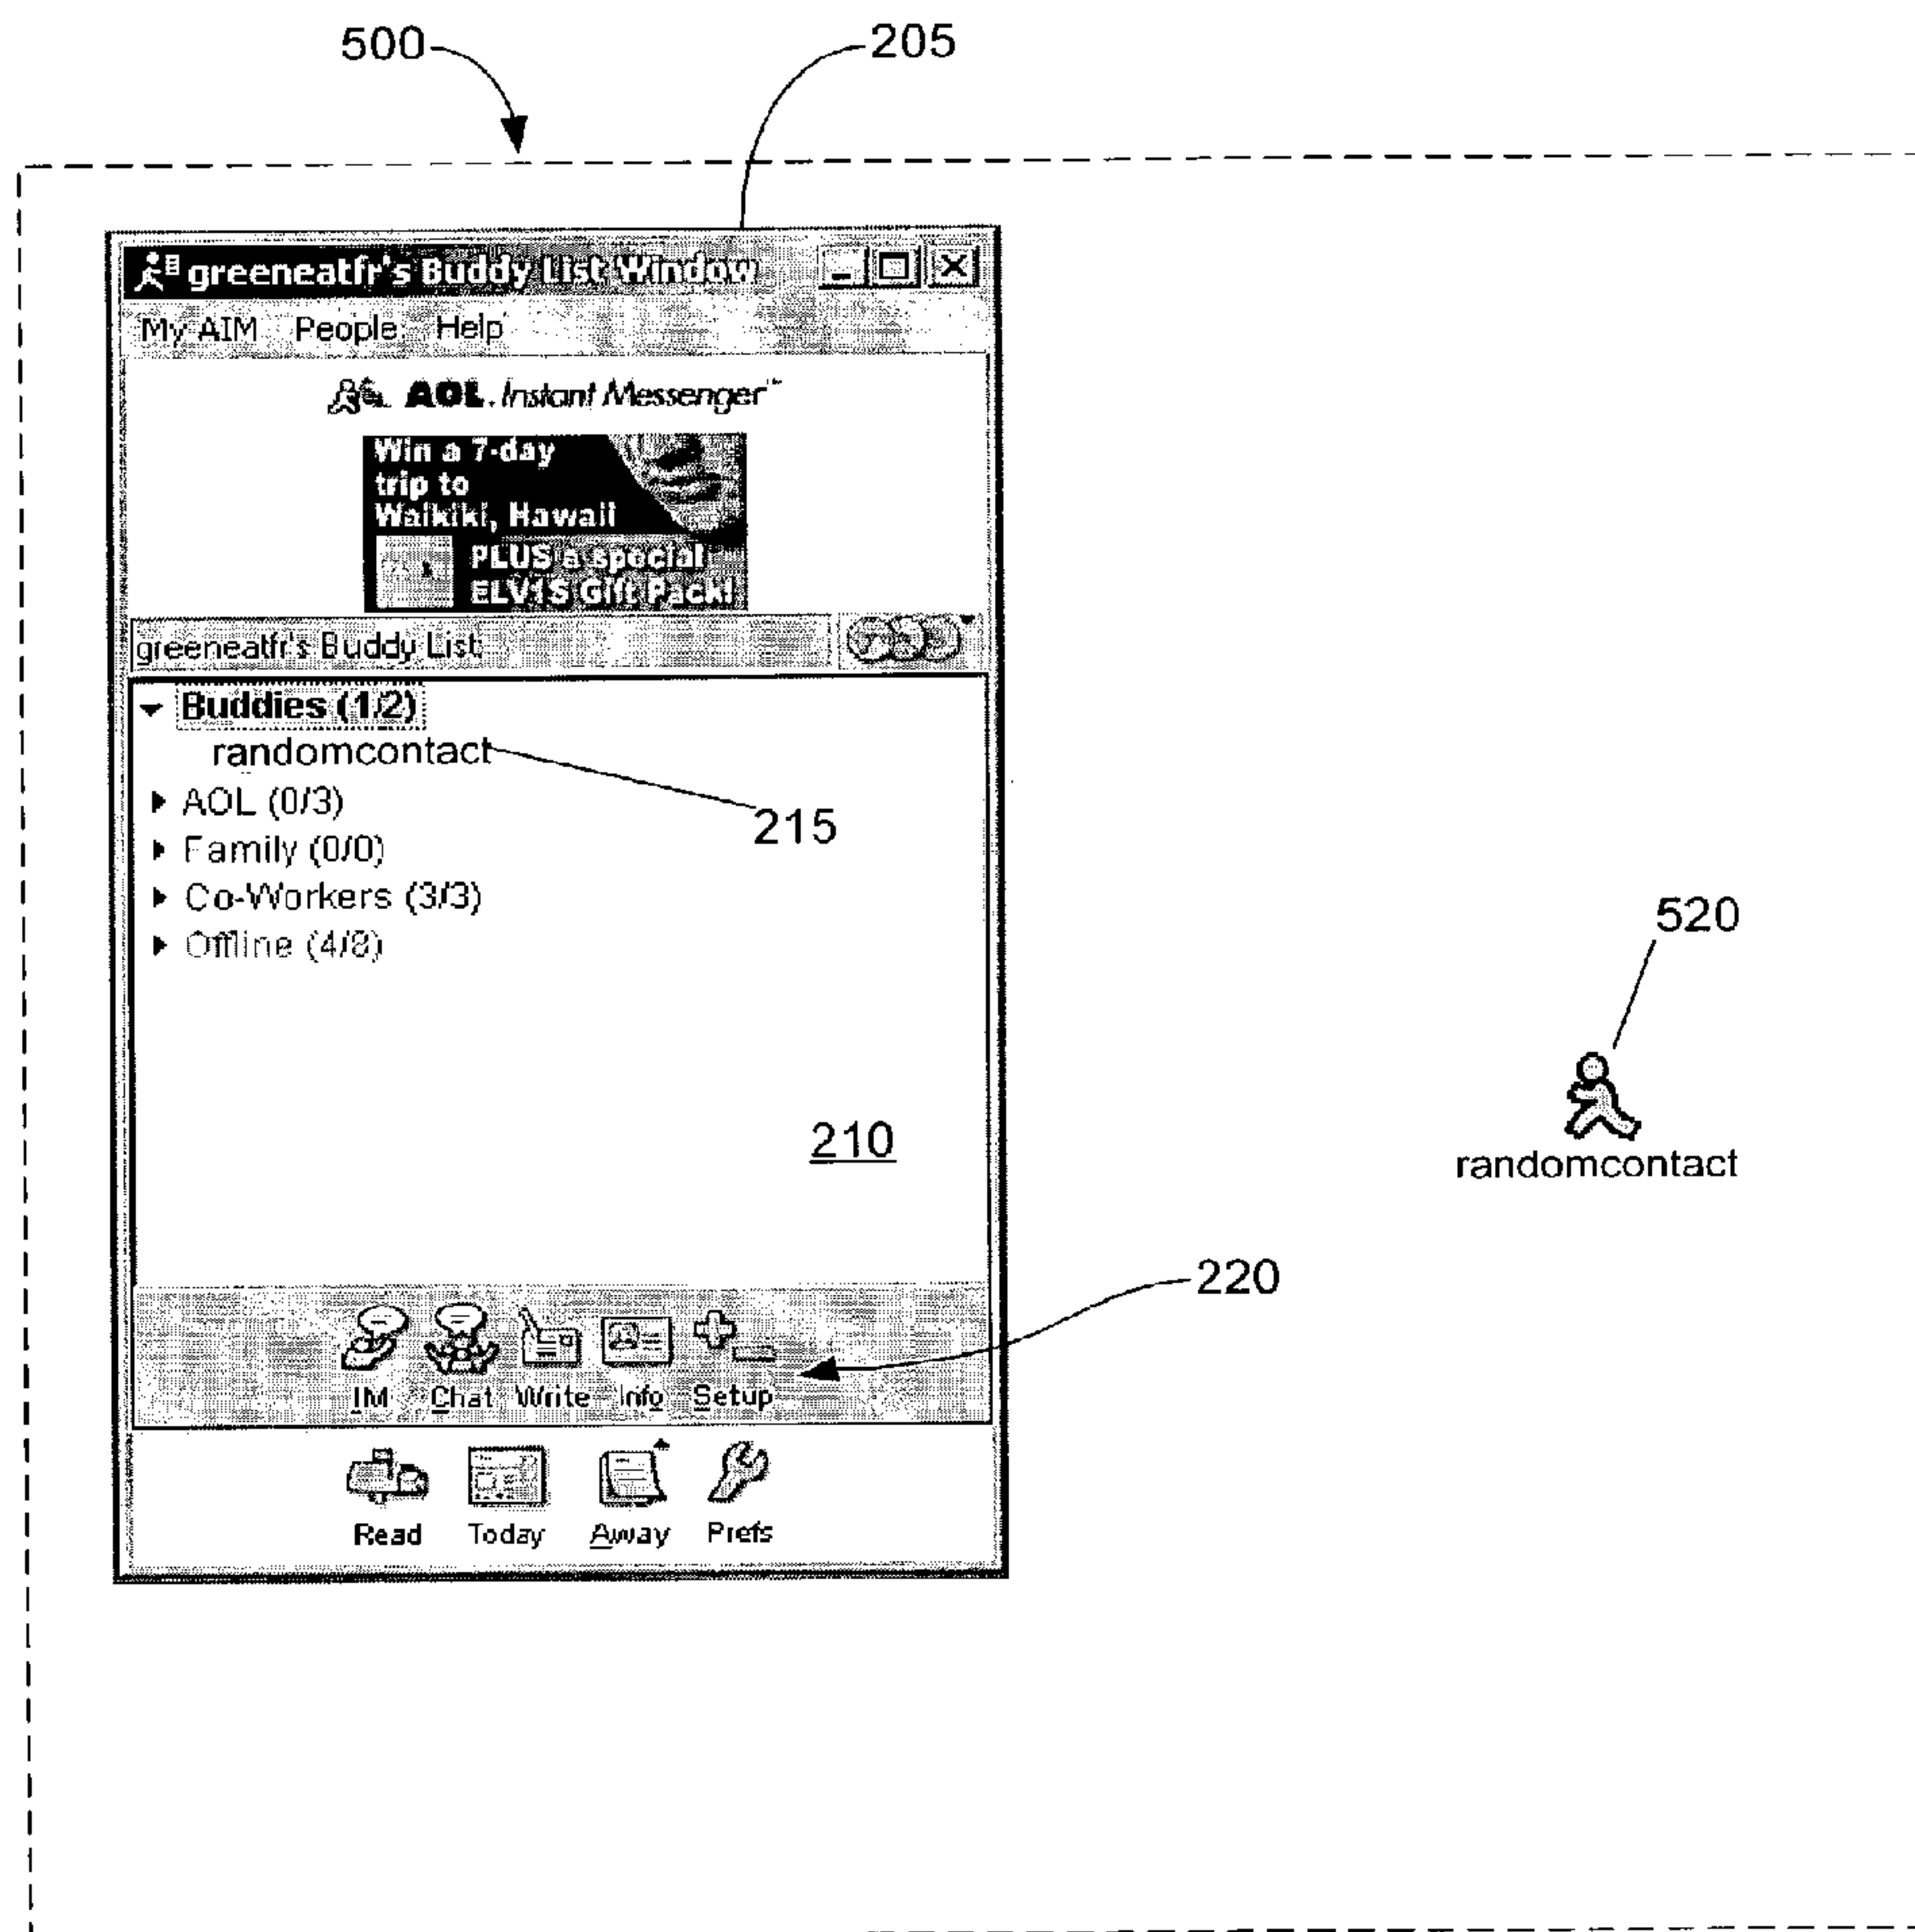 500
205
greeneatfr's Buddy List Window
My AIM People Help
AOL Instant Messenger™
Win a 7-day
trip to
Waikiki, Hawaii
PLUS a special
ELVIS Gift Pack!
greeneatfr's Buddy List
Buddies (1/2)
randomcontact
AOL (0/3)
215
Family (0/0)
Co-Workers (3/3)
520
Offline (4/8)
210
randomcontact
220
IM Chat Write Info Setup
Read Today Away Prefs